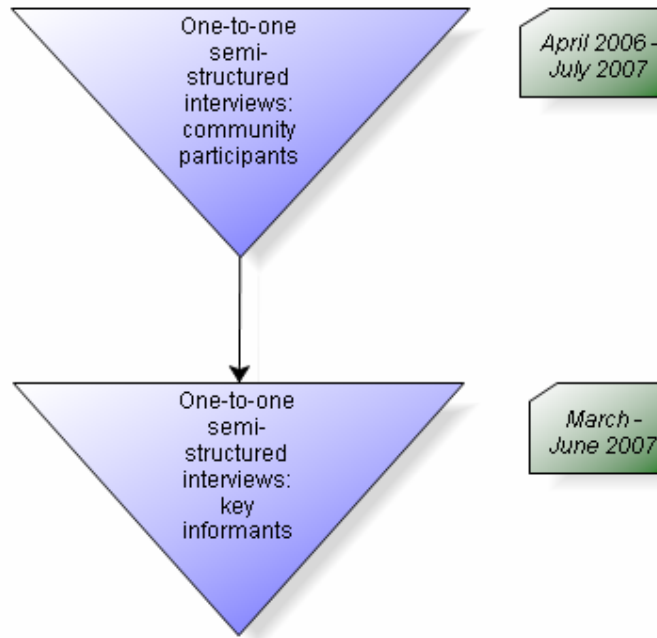 One-to-one
semi-
structured
interviews:
community
participants
April 2006 -
July 2007
One-to-one
semi-
structured
interviews:
key
informants
March -
June 2007